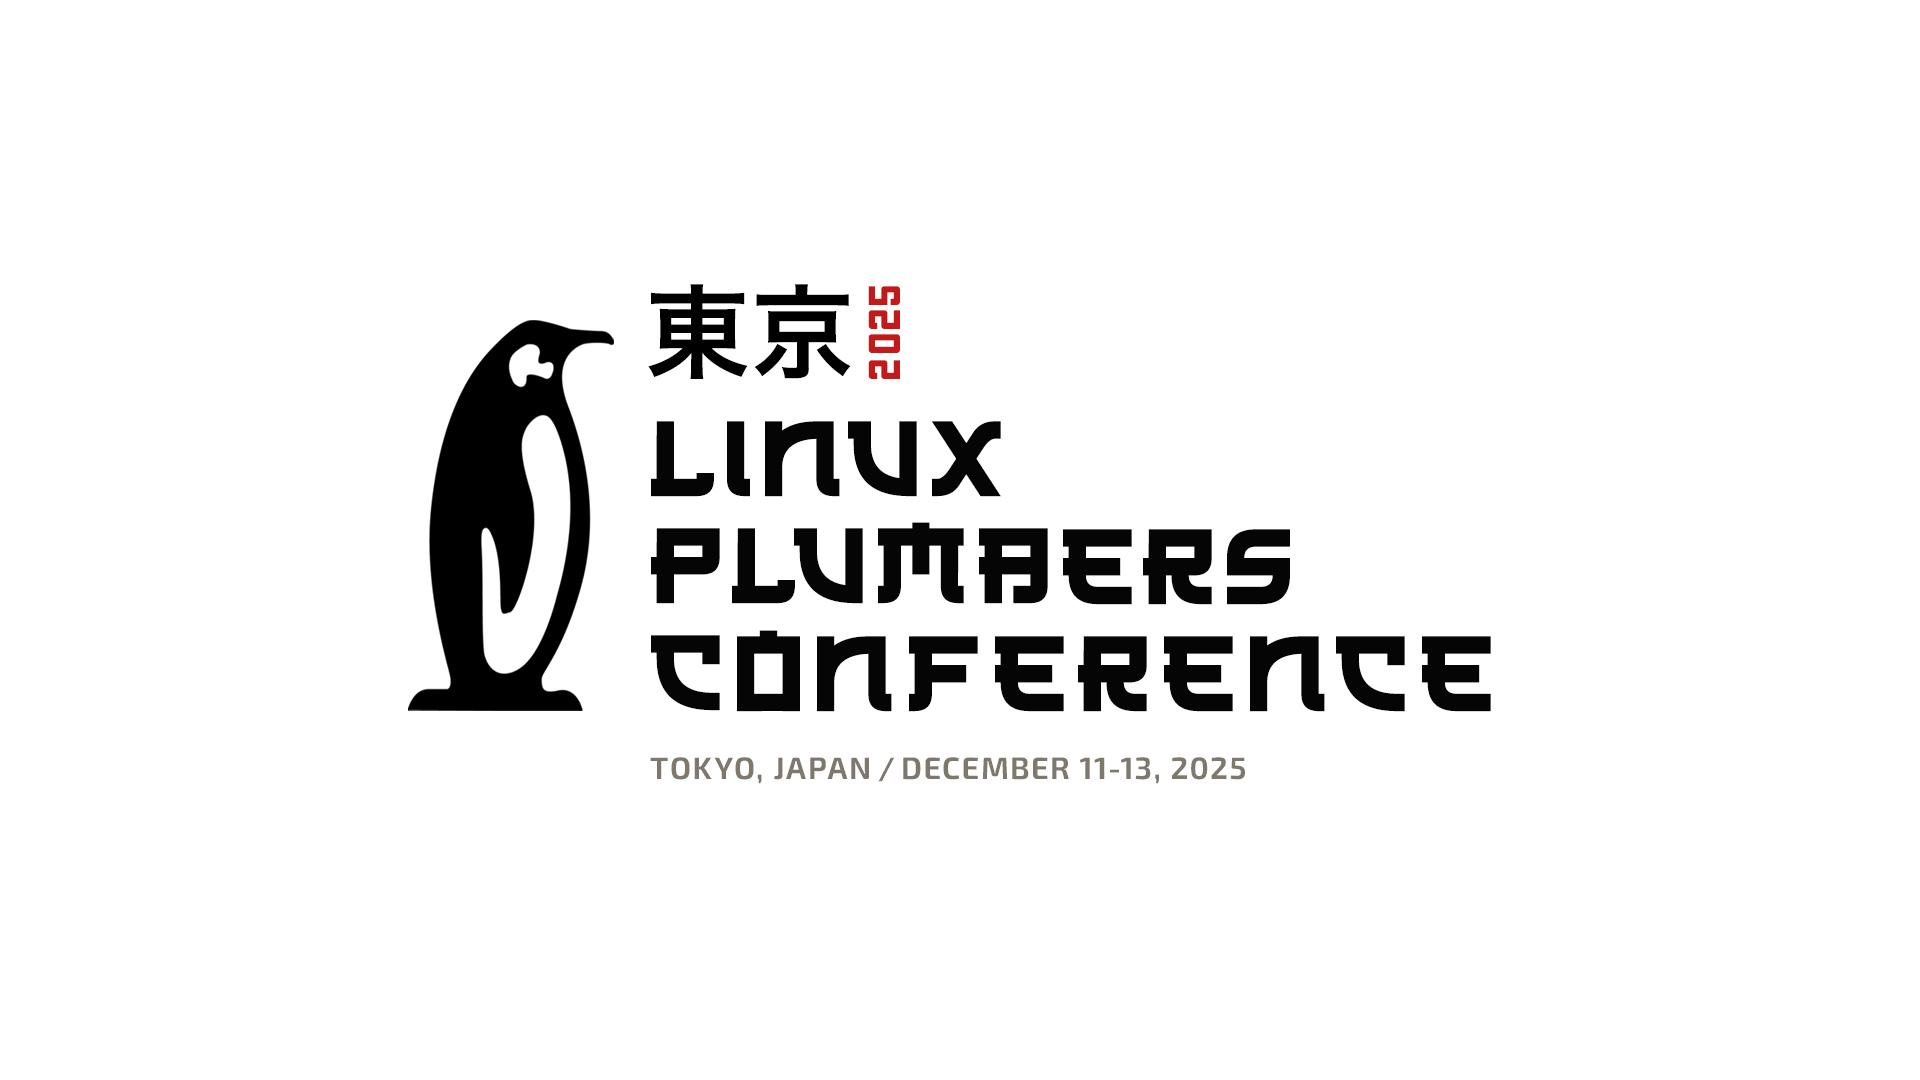 東京 2025
LINUX
PLUMBERS
CONFERENCE
TOKYO, JAPAN / DECEMBER 11-13, 2025